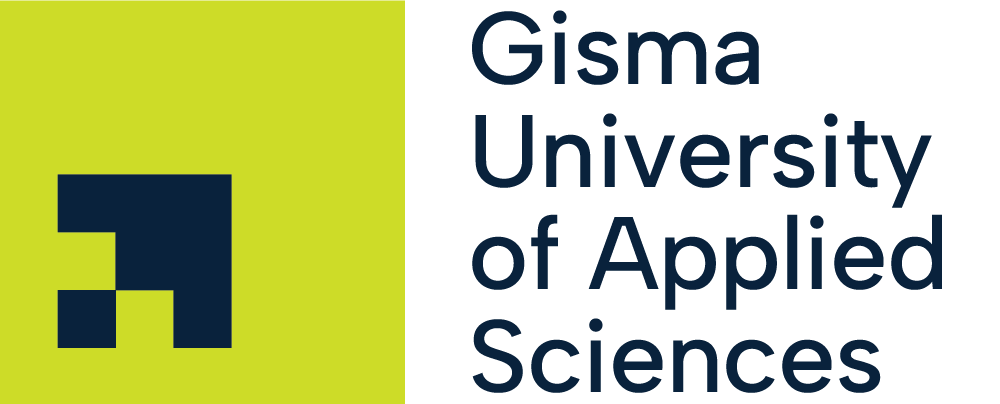 Gisma
University
of Applied
Sciences